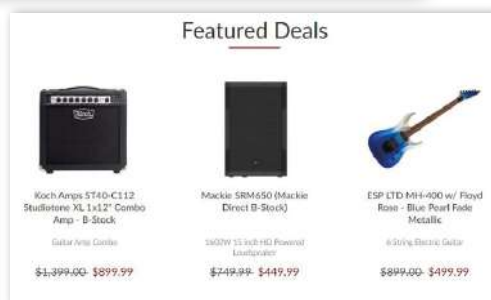 Featured Deals
Koch
Koch Amps ST40-C112
Studiotone XL 1x12" Combo
Amp - B-Stock
Guitar Amp Combo
$1,399.00 $899.99
Mackie SRM650 (Mackie
Direct B-Stock)
1600W 15 inch HD Powered
Loudspeaker
$749.99 $449.99
ESP LTD MH-400 w/ Floyd
Rose - Blue Pearl Fade
Metallic
6 String Electric Guitar
$899.00 $499.99